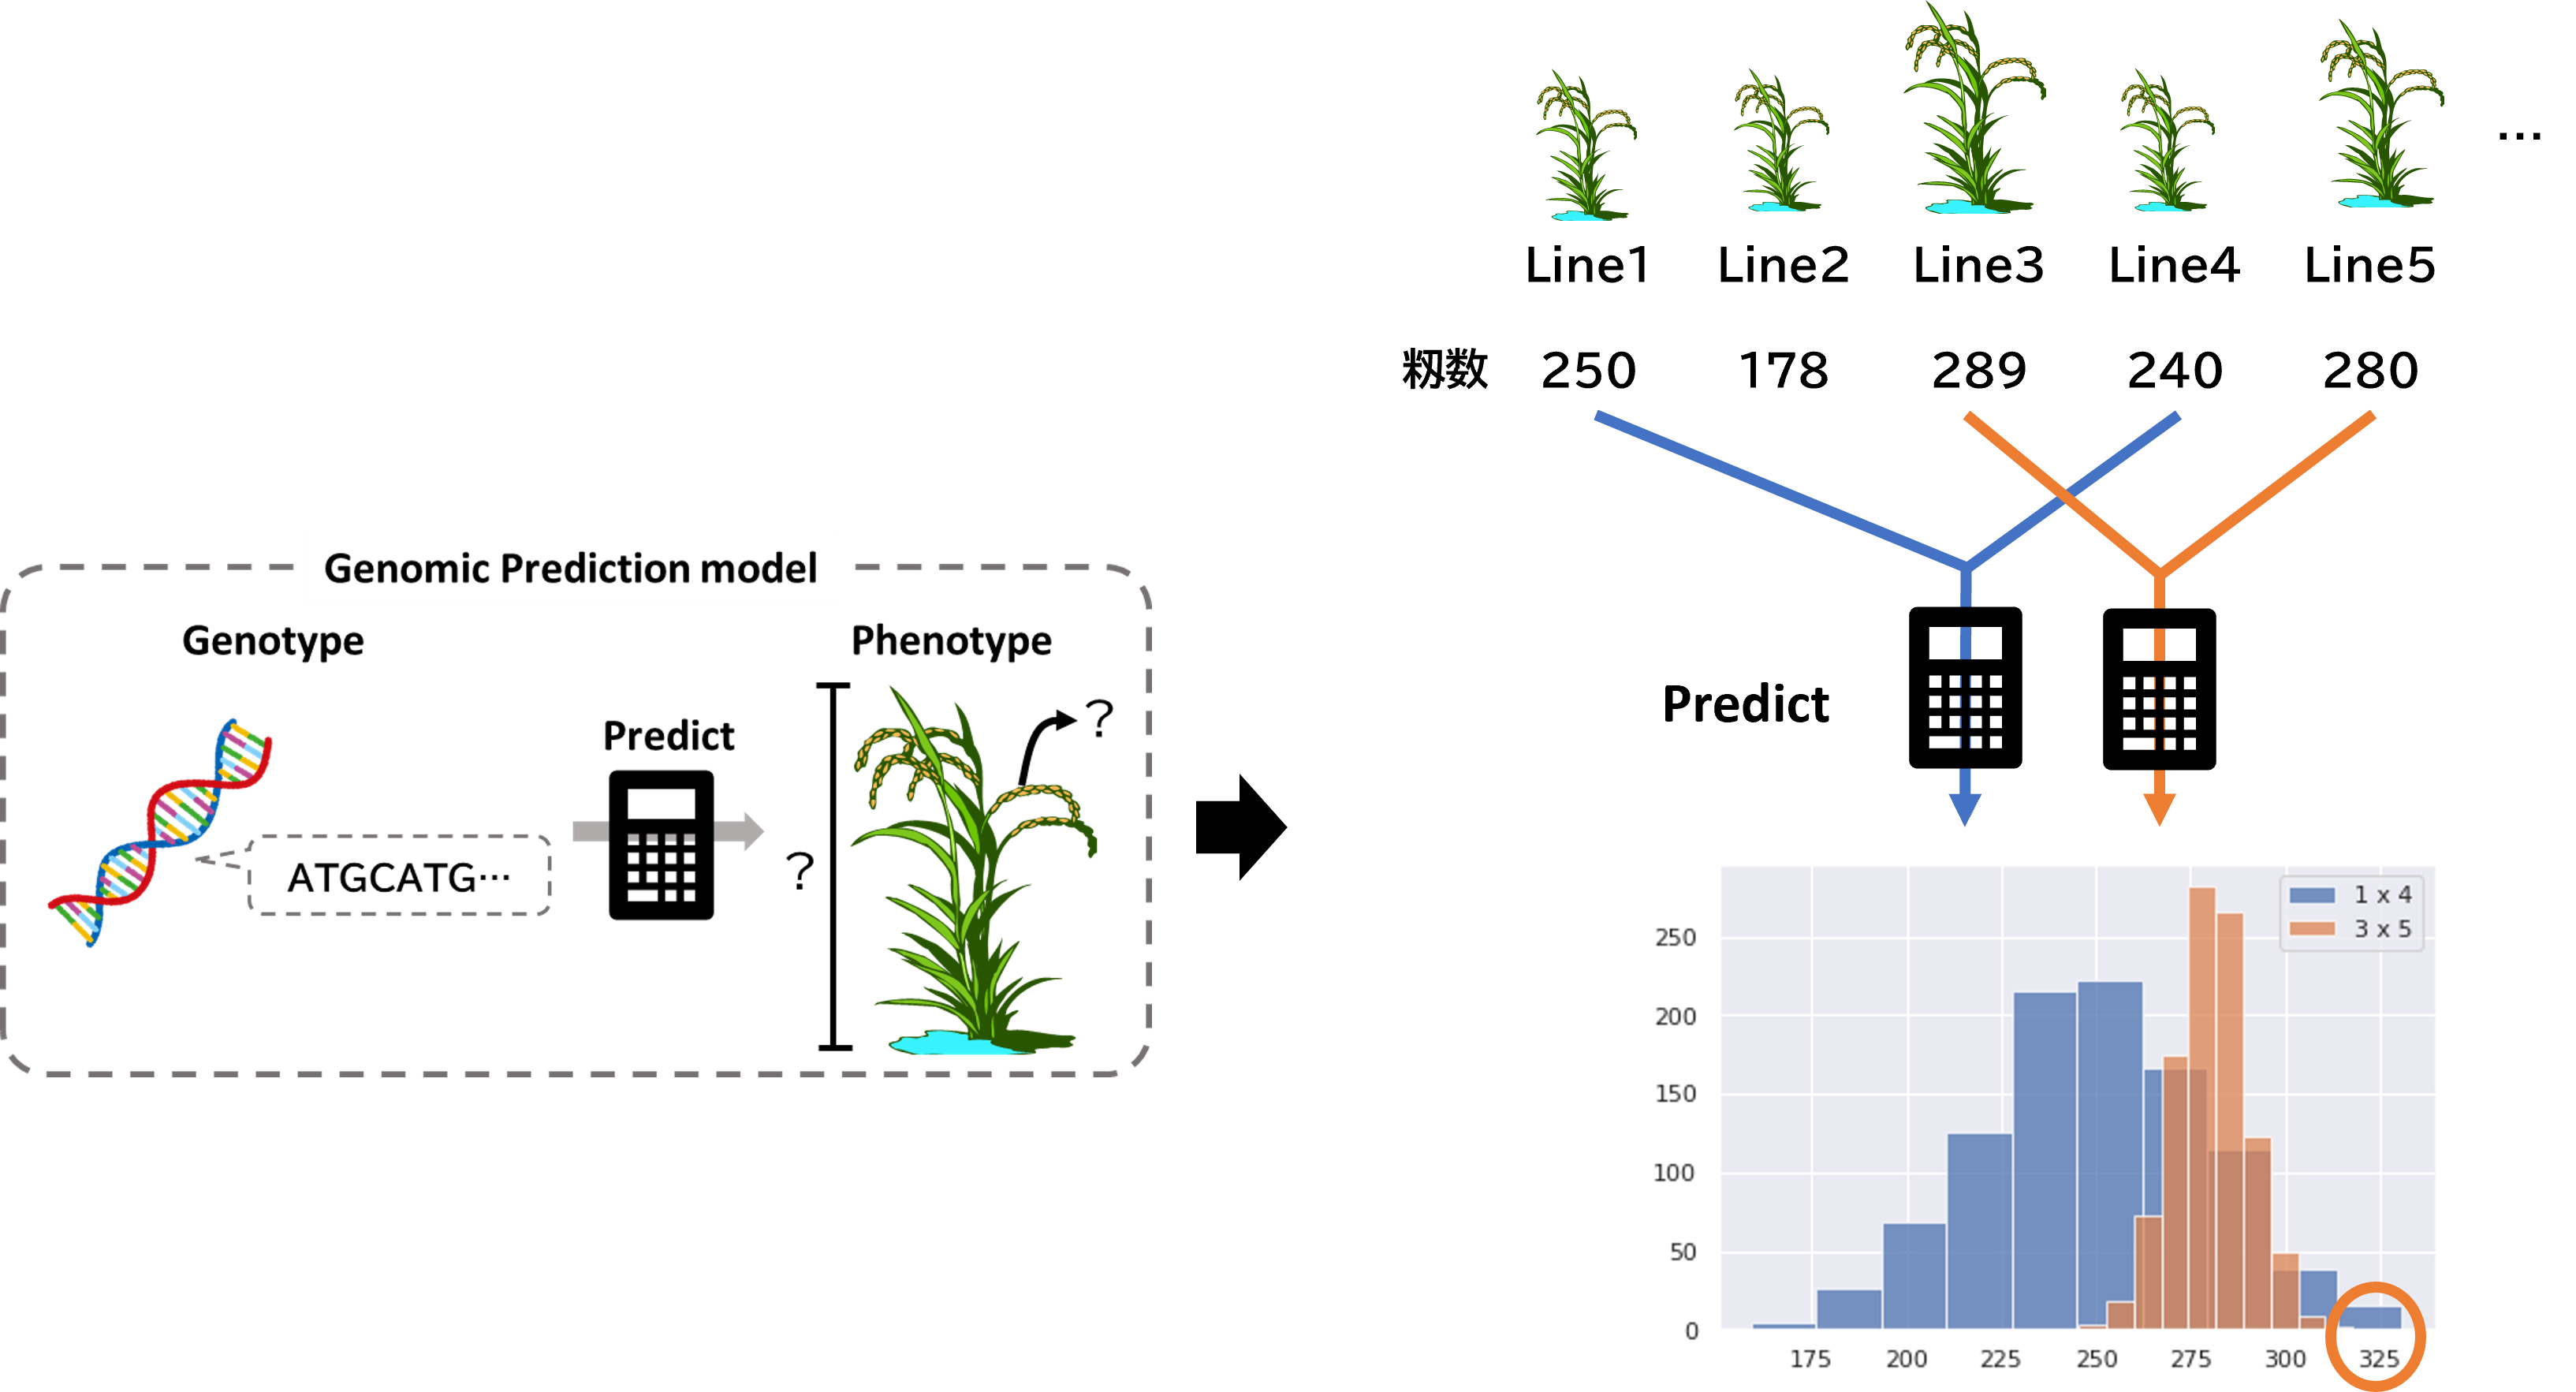 Genomic Prediction model
Genotype
Phenotype
Predict
?
?
ATGCATG…
…
Line1 Line2 Line3 Line4 Line5
籾数 250 178 289 240 280
Predict
1 x 4
3 x 5
250
200
150
100
50
0
175 200 225 250 275 300 325